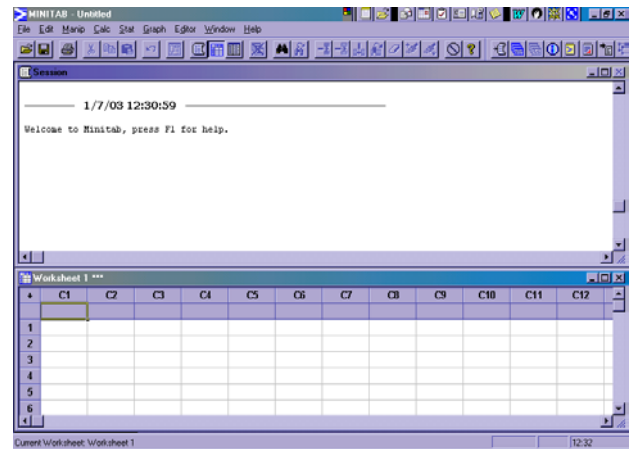 MINITAB - Untitled
File Edit Manip Calc Stat Graph Editor Window Help
Session
1/7/03 12:30:59
Welcome to Minitab, press F1 for help.
Worksheet 1 ***
C1 C2 C3 C4 C5 C6 C7 C8 C9 C10 C11 C12
1
2
3
4
5
6
Current Worksheet: Worksheet 1
12:32